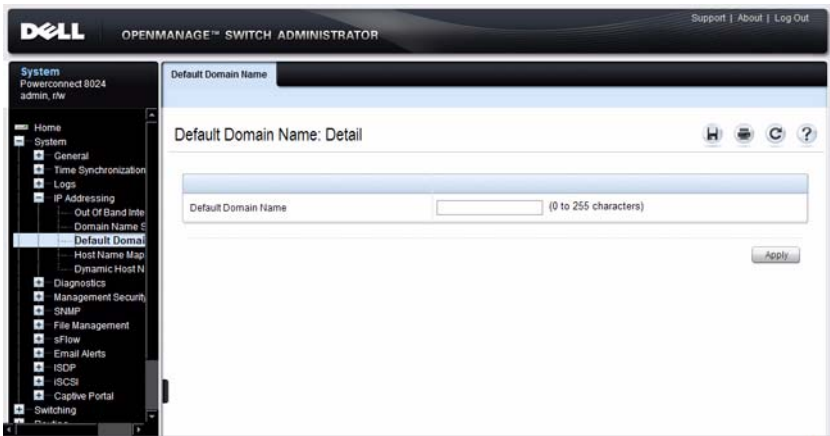 Support | About | Log Out
DELL
OPENMANAGE™ SWITCH ADMINISTRATOR
System
Powerconnect 8024
admin, r/w
Default Domain Name
Home
System
General
Time Synchronization
Logs
IP Addressing
Out Of Band Inte
Domain Name S
Default Domai
Host Name Map
Dynamic Host N
Diagnostics
Management Security
SNMP
File Management
sFlow
Email Alerts
ISDP
iSCSI
Captive Portal
Switching
Default Domain Name: Detail
Default Domain Name (0 to 255 characters)
Apply